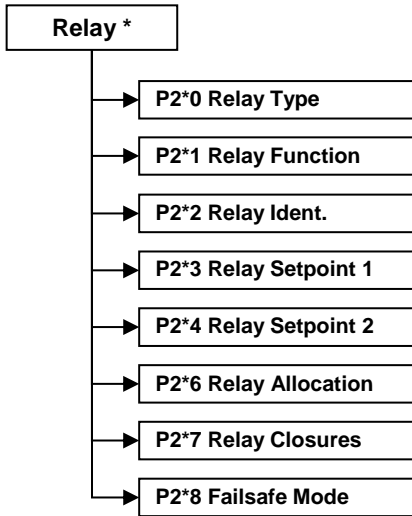 Relay *
P2*0 Relay Type
P2*1 Relay Function
P2*2 Relay Ident.
P2*3 Relay Setpoint 1
P2*4 Relay Setpoint 2
P2*6 Relay Allocation
P2*7 Relay Closures
P2*8 Failsafe Mode